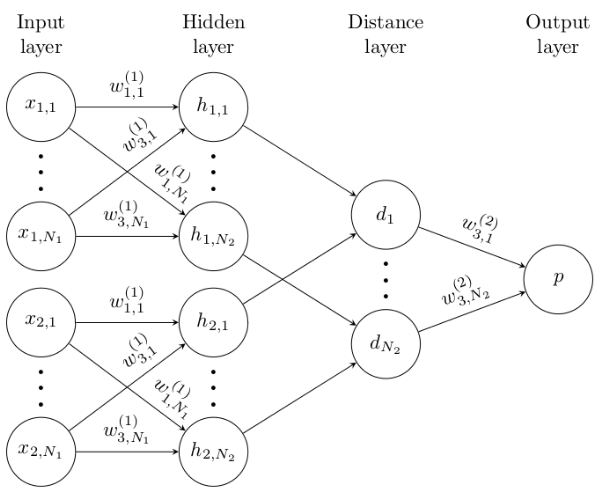 Input layer
Hidden layer
Distance layer
Output layer
x_{1,1}
w_{1,1}^{(1)}
h_{1,1}
w_{3,1}^{(1)}
w_{1,N_1}^{(1)}
x_{1,N_1}
w_{3,N_1}^{(1)}
h_{1,N_2}
d_1
w_{3,1}^{(2)}
p
w_{3,N_2}^{(2)}
d_{N_2}
x_{2,1}
w_{1,1}^{(1)}
h_{2,1}
w_{3,1}^{(1)}
w_{1,N_1}^{(1)}
x_{2,N_1}
w_{3,N_1}^{(1)}
h_{2,N_2}